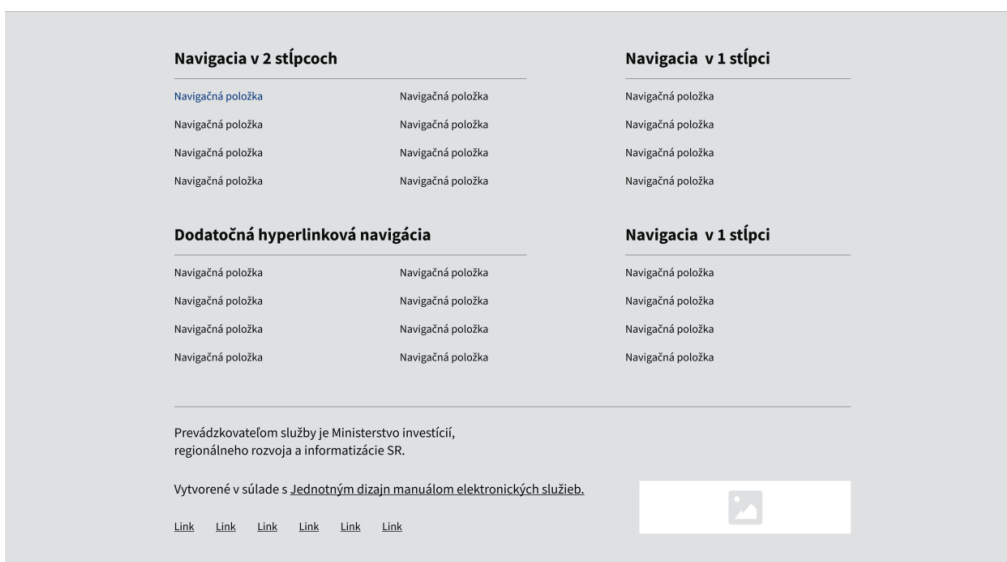 Navigacia v 2 stĺpcoch
Navigačná položka
Navigačná položka
Navigačná položka
Navigačná položka
Navigačná položka
Navigačná položka
Navigačná položka
Navigačná položka
Navigacia  v 1 stĺpci
Navigačná položka
Navigačná položka
Navigačná položka
Navigačná položka
Dodatočná hyperlinková navigácia
Navigačná položka
Navigačná položka
Navigačná položka
Navigačná položka
Navigačná položka
Navigačná položka
Navigačná položka
Navigačná položka
Navigacia  v 1 stĺpci
Navigačná položka
Navigačná položka
Navigačná položka
Navigačná položka
Prevádzkovateľom služby je Ministerstvo investícií,
regionálneho rozvoja a informatizácie SR.
Vytvorené v súlade s Jednotným dizajn manuálom elektronických služieb.
Link Link Link Link Link Link